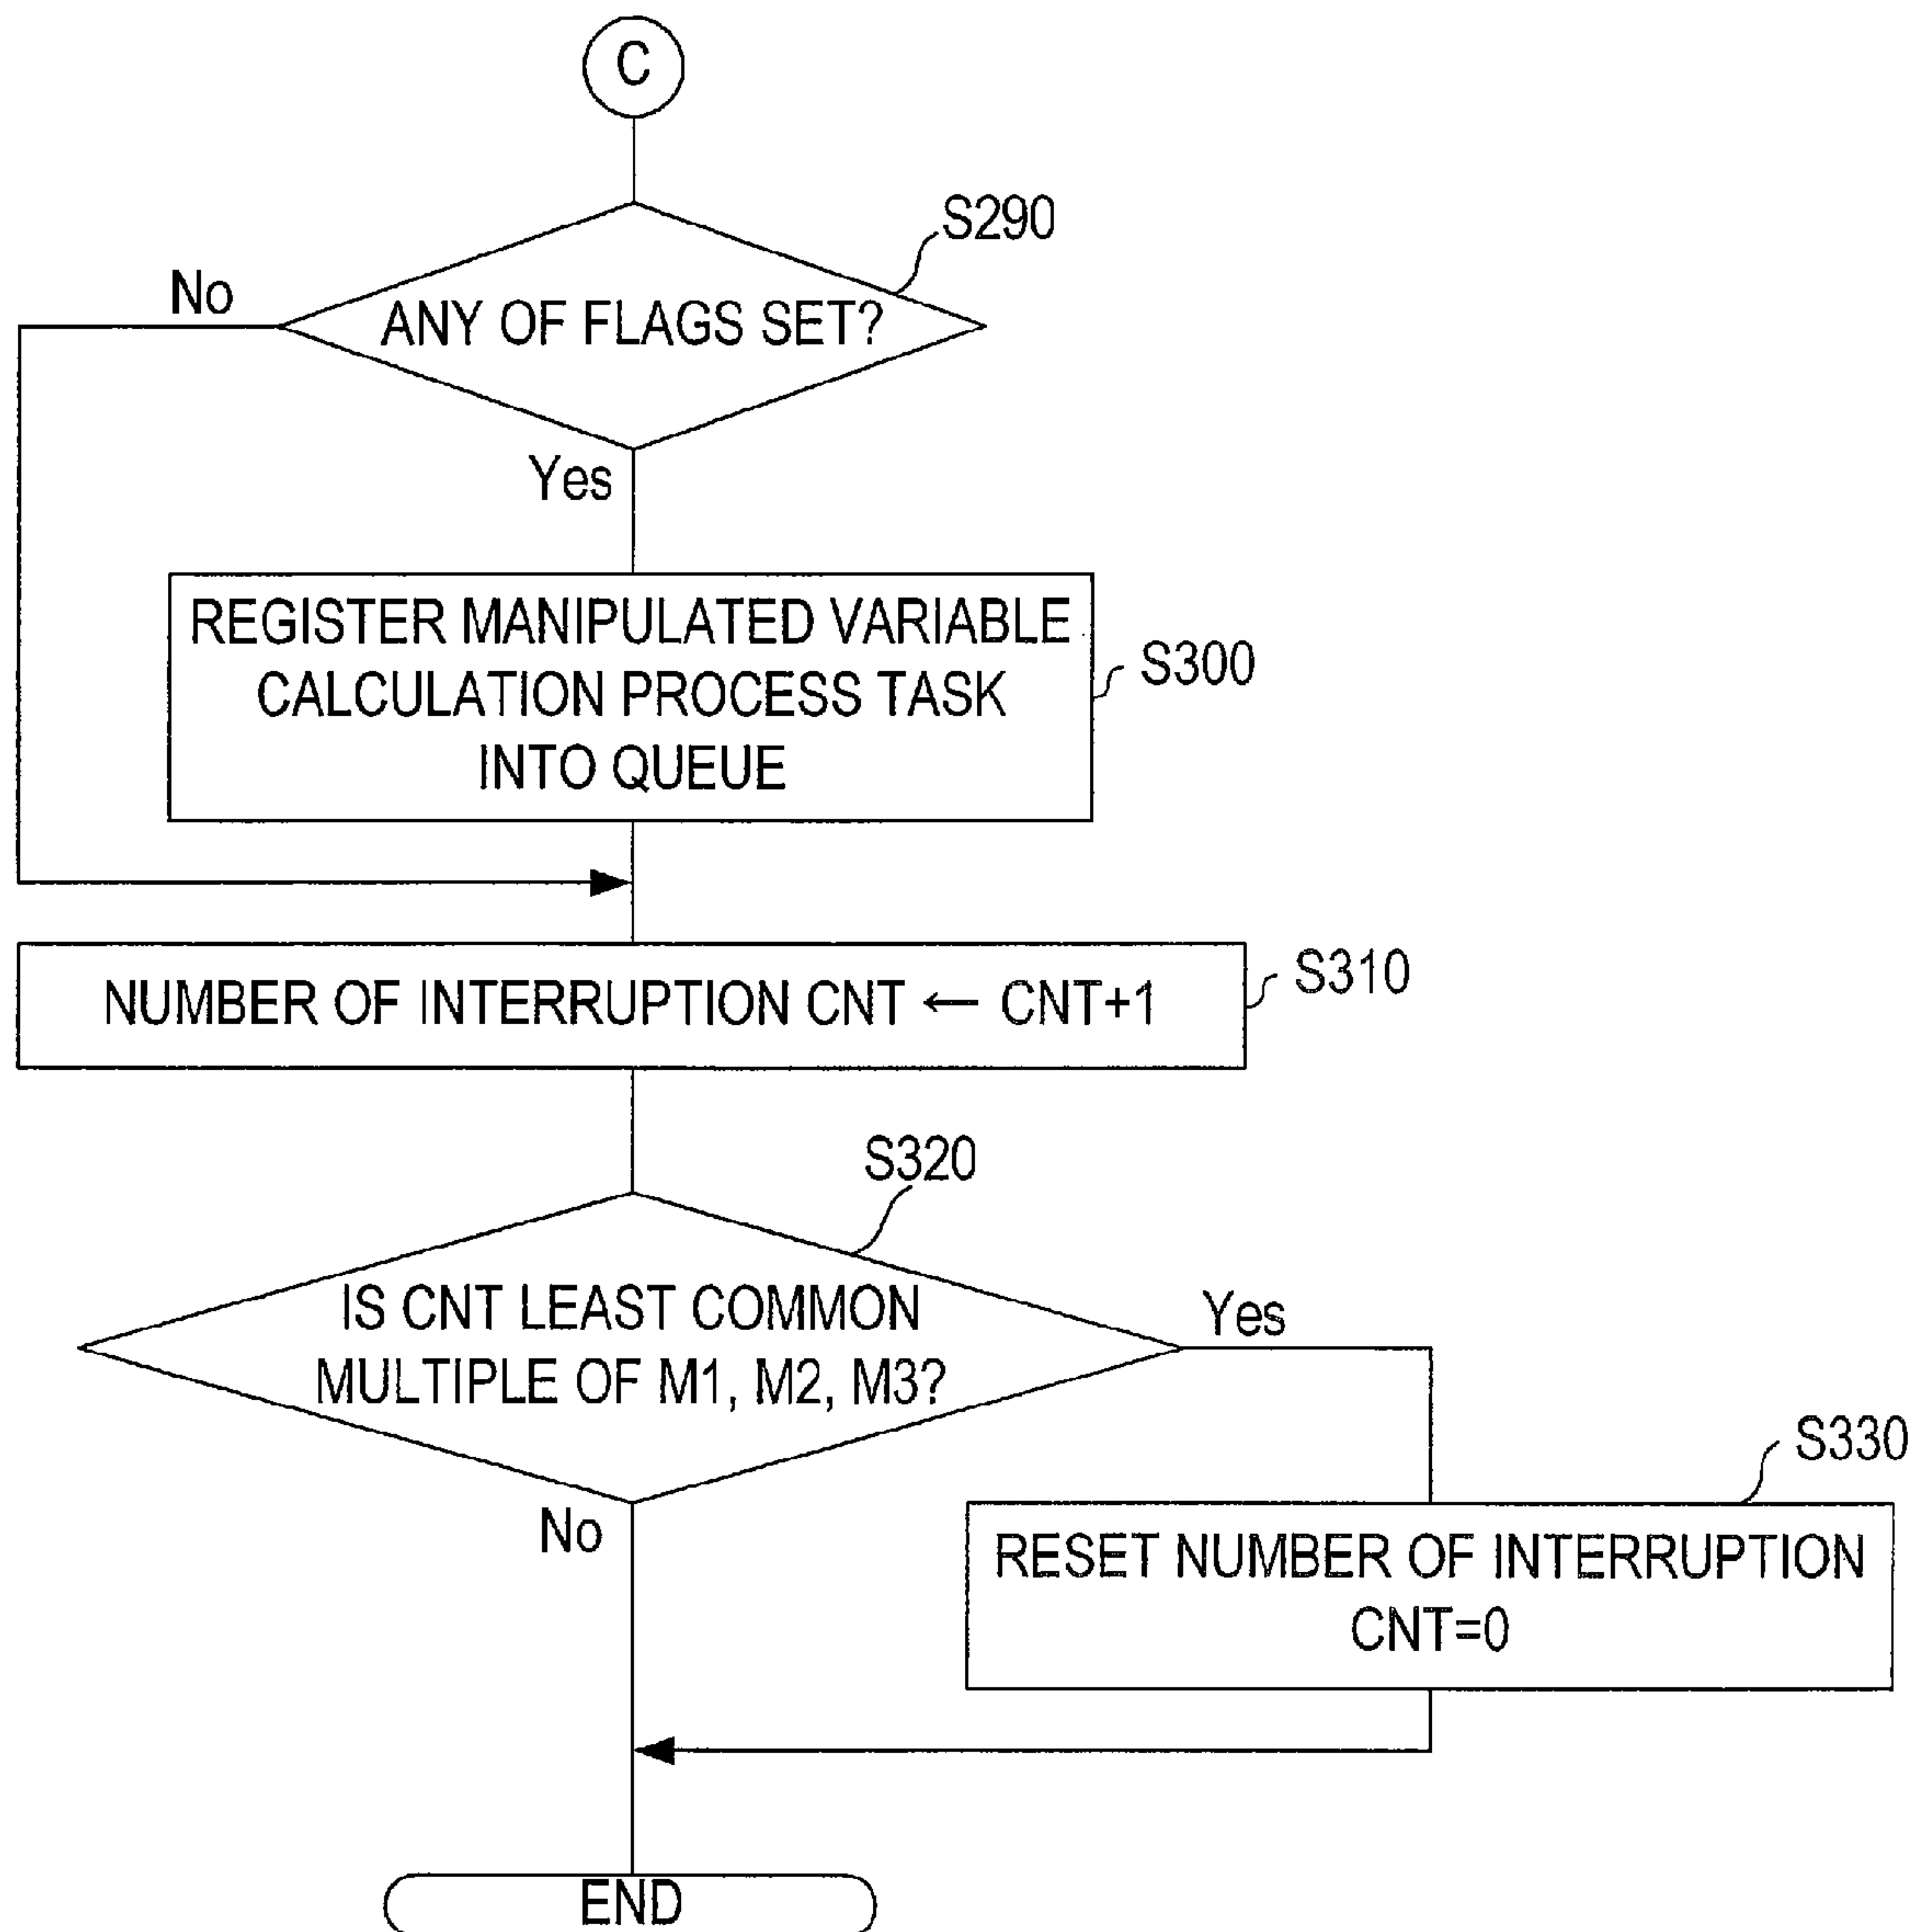 C
S290
No
ANY OF FLAGS SET?
Yes
REGISTER MANIPULATED VARIABLE
CALCULATION PROCESS TASK
INTO QUEUE
S300
NUMBER OF INTERRUPTION CNT ← CNT+1
S310
S320
IS CNT LEAST COMMON
MULTIPLE OF M1, M2, M3?
Yes
S330
No
RESET NUMBER OF INTERRUPTION
CNT=0
END